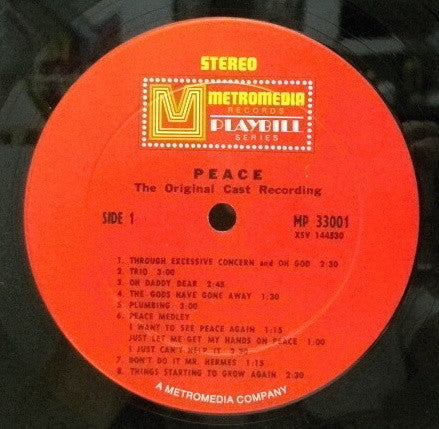 STEREO
M METROMEDIA
RECORDS
PLAYBILL
SERIES
PEACE
The Original Cast Recording
SIDE 1 MP 33001
XSV 144530
1. THROUGH EXCESSIVE CONCERN and OH GOD 2:30
2. TRIO 3:00
3. OH DADDY DEAR 2:45
4. THE GODS HAVE GONE AWAY 1:30
5. PLUMBING 3:00
6. PEACE MEDLEY
I WANT TO SEE PEACE AGAIN 1:15
JUST LET ME GET MY HANDS ON PEACE 1:00
I JUST CAN'T HELP IT 2:30
7. DON'T DO IT MR. HERMES 1:15
8. THINGS STARTING TO GROW AGAIN 2:30
A METROMEDIA COMPANY